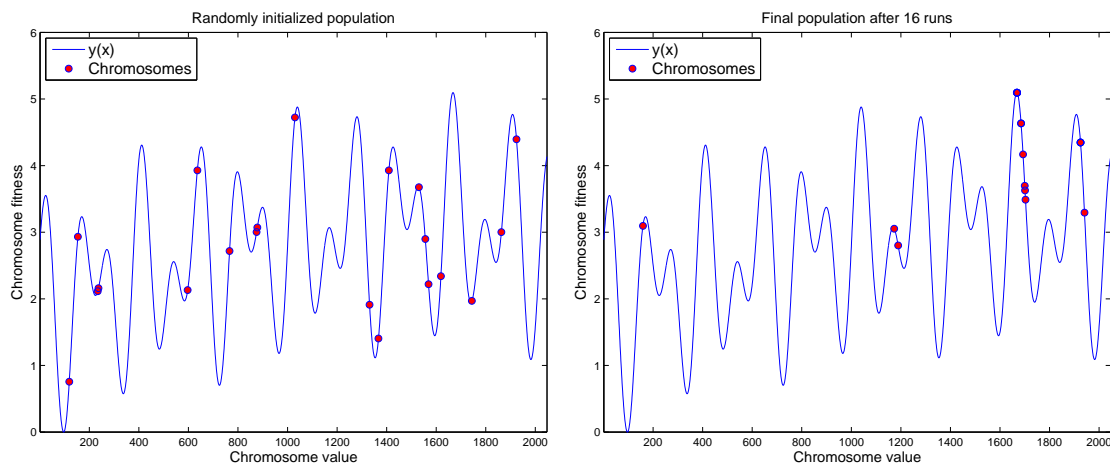 Randomly initialized population
6
5
4
3
2
1
0
Chromosome fitness
y(x)
Chromosomes
200 400 600 800 1000 1200 1400 1600 1800 2000
Chromosome value
Final population after 16 runs
6
5
4
3
2
1
0
Chromosome fitness
y(x)
Chromosomes
200 400 600 800 1000 1200 1400 1600 1800 2000
Chromosome value